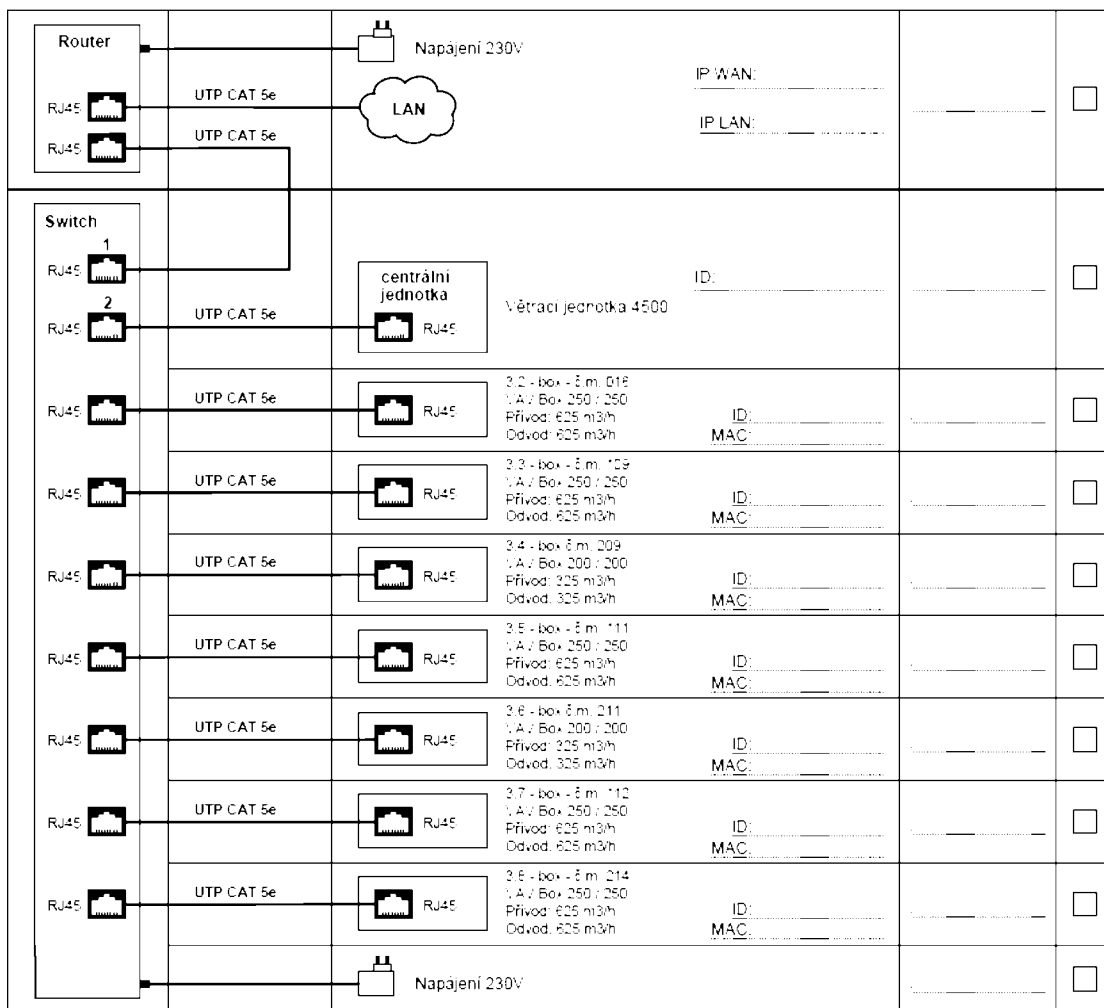 Router
Napájení 230V
IP WAN:
RJ45
UTP CAT 5e
LAN
IP LAN:
RJ45
UTP CAT 5e
Switch
1
RJ45
centrální
jednotka
ID:
2
RJ45
UTP CAT 5e
RJ45
Větrací jednotka 4500
RJ45
UTP CAT 5e
RJ45
3.2 - box - č.m. 016
VAV Box 250 / 250
Přívod: 625 m3/h
Odvod: 625 m3/h
ID:
MAC:
RJ45
UTP CAT 5e
RJ45
3.3 - box - č.m. 109
VAV Box 250 / 250
Přívod: 625 m3/h
Odvod: 625 m3/h
ID:
MAC:
RJ45
UTP CAT 5e
RJ45
3.4 - box č.m. 209
VAV Box 200 / 200
Přívod: 325 m3/h
Odvod: 325 m3/h
ID:
MAC:
RJ45
UTP CAT 5e
RJ45
3.5 - box - č.m. 111
VAV Box 250 / 250
Přívod: 625 m3/h
Odvod: 625 m3/h
ID:
MAC:
RJ45
UTP CAT 5e
RJ45
3.6 - box č.m. 211
VAV Box 200 / 200
Přívod: 325 m3/h
Odvod: 325 m3/h
ID:
MAC:
RJ45
UTP CAT 5e
RJ45
3.7 - box - č.m. 112
VAV Box 250 / 250
Přívod: 625 m3/h
Odvod: 625 m3/h
ID:
MAC:
RJ45
UTP CAT 5e
RJ45
3.8 - box - č.m. 214
VAV Box 250 / 250
Přívod: 625 m3/h
Odvod: 625 m3/h
ID:
MAC:
Napájení 230V